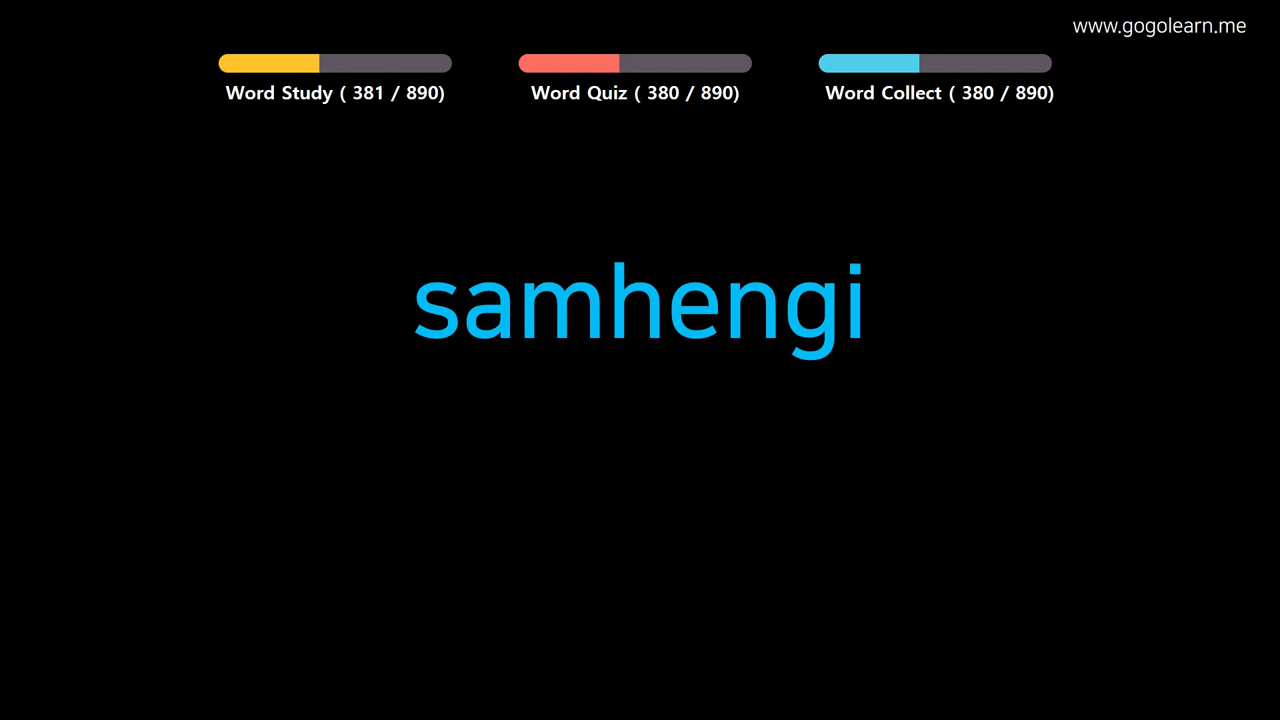 www.gogolearn.me
Word Study ( 381 / 890)
Word Quiz ( 380 / 890)
Word Collect ( 380 / 890)
samhengi